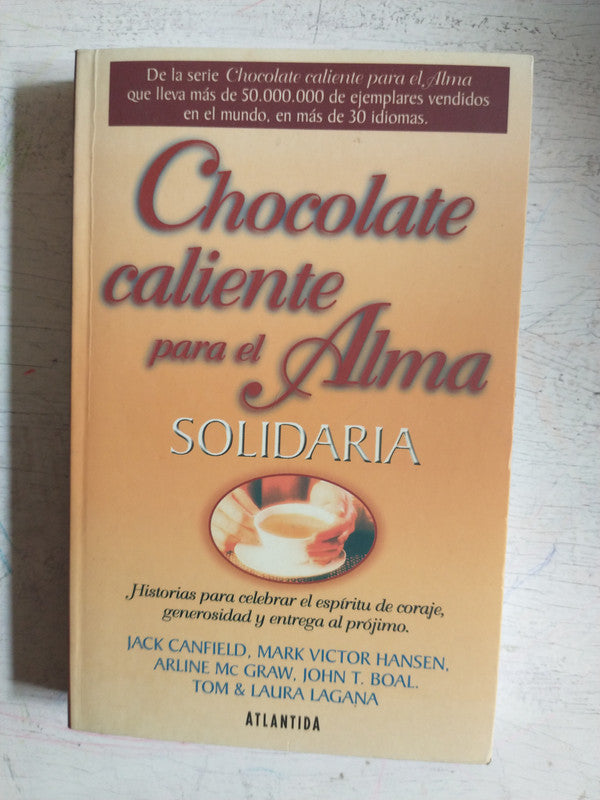 De la serie Chocolate caliente para el Alma
que lleva más de 50.000.000 de ejemplares vendidos
en el mundo, en más de 30 idiomas.
Chocolate
caliente
para el Alma
SOLIDARIA
Historias para celebrar el espíritu de coraje,
generosidad y entrega al prójimo.
JACK CANFIELD, MARK VICTOR HANSEN,
ARLINE Mc GRAW, JOHN T. BOAL.
TOM & LAURA LAGANA
ATLANTIDA